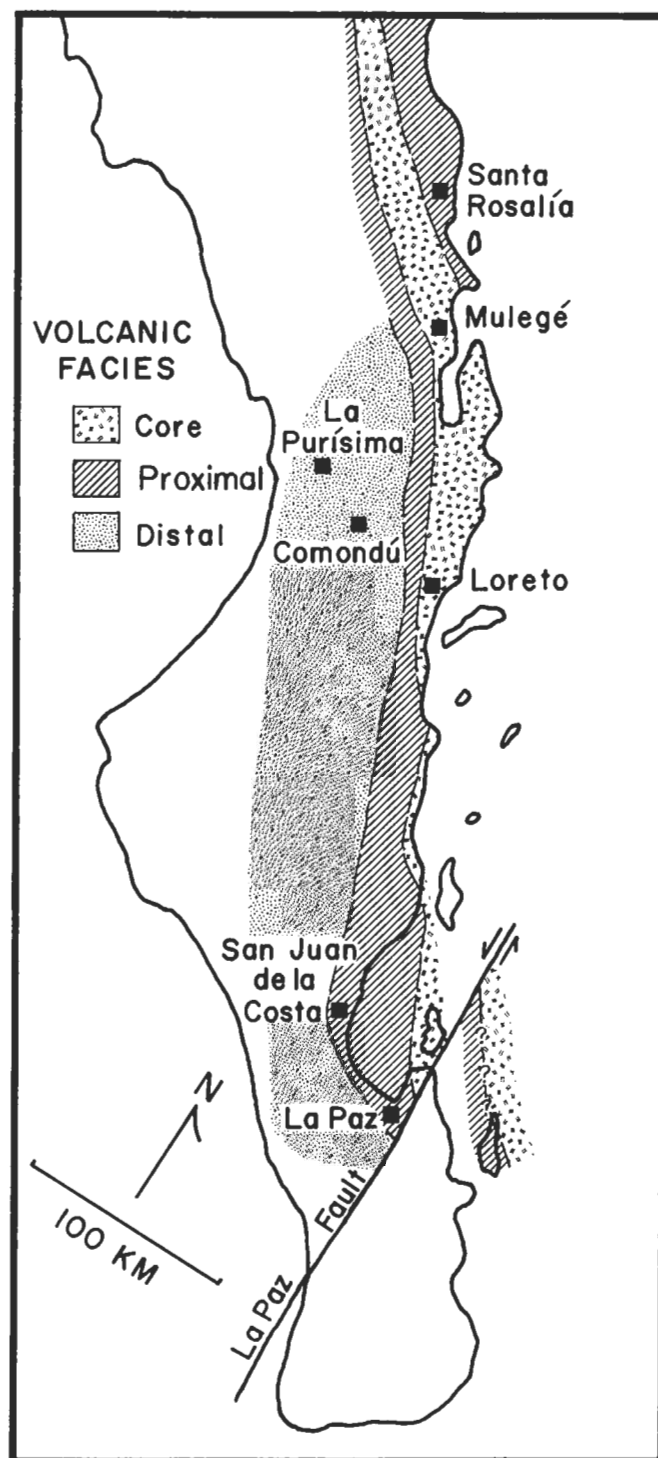 Santa
Rosalía
Mulegé
VOLCANIC
FACIES
Core
Proximal
Distal
La
Purísima
Comondú
Loreto
San Juan
de la
Costa
La Paz
N
100 KM
La Paz Fault